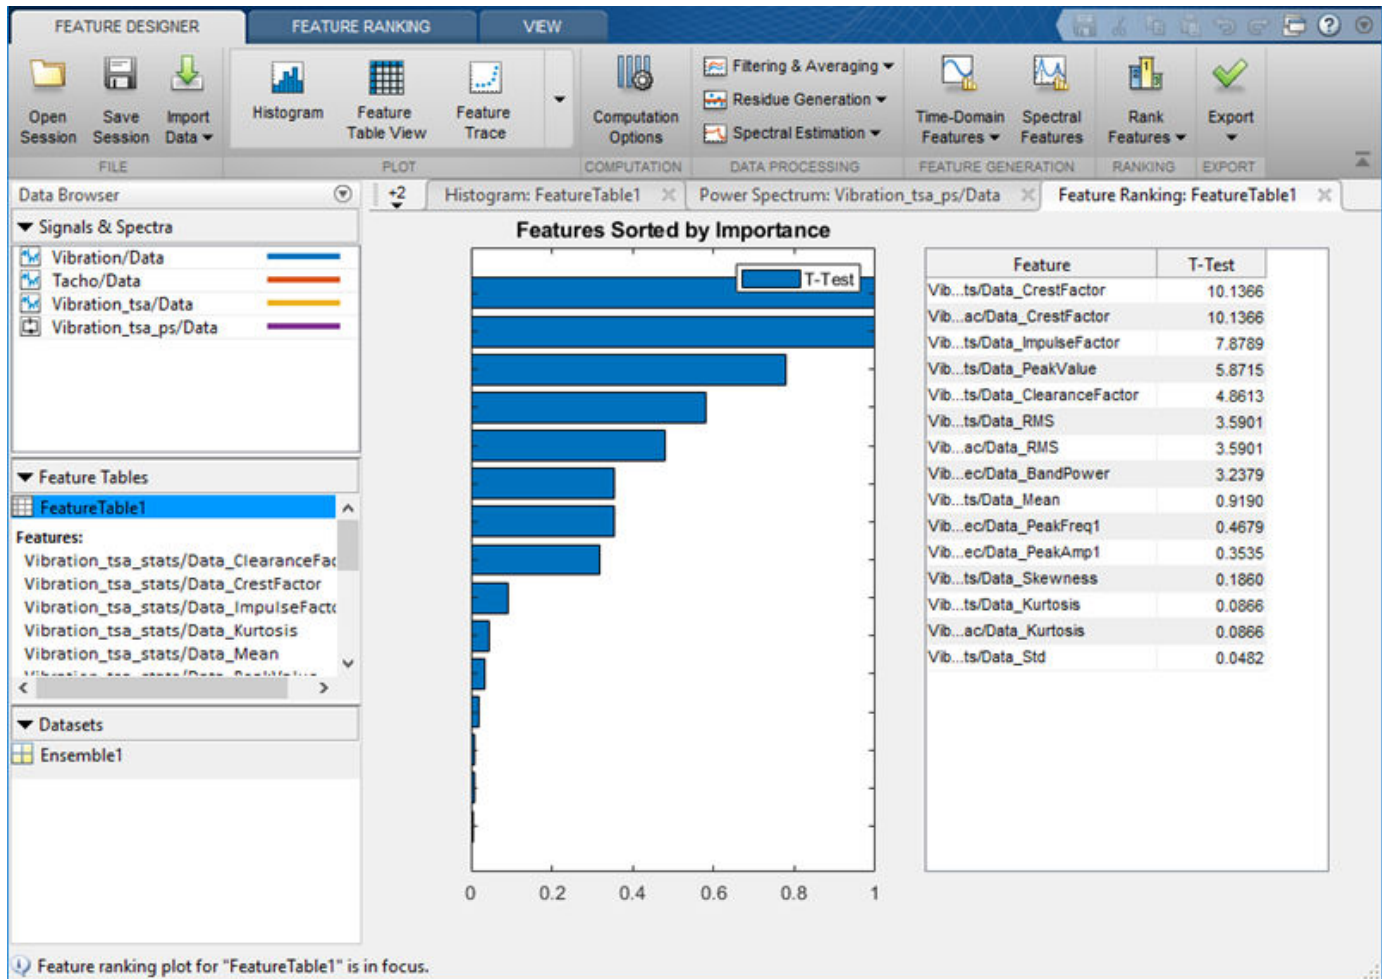 FEATURE DESIGNER
FEATURE RANKING
VIEW
Open Session
Save Session
Import Data
Histogram
Feature Table View
Feature Trace
Computation Options
Filtering & Averaging
Residue Generation
Spectral Estimation
Time-Domain Features
Spectral Features
Rank Features
Export
FILE
PLOT
COMPUTATION
DATA PROCESSING
FEATURE GENERATION
RANKING
EXPORT
Data Browser
+2
Histogram: FeatureTable1
Power Spectrum: Vibration_tsa_ps/Data
Feature Ranking: FeatureTable1
Signals & Spectra
Vibration/Data
Tacho/Data
Vibration_tsa/Data
Vibration_tsa_ps/Data
Feature Tables
FeatureTable1
Features:
Vibration_tsa_stats/Data_ClearanceFac
Vibration_tsa_stats/Data_CrestFactor
Vibration_tsa_stats/Data_ImpulseFacto
Vibration_tsa_stats/Data_Kurtosis
Vibration_tsa_stats/Data_Mean
Datasets
Ensemble1
Features Sorted by Importance
T-Test
0 0.2 0.4 0.6 0.8 1
Feature T-Test
Vib...ts/Data_CrestFactor 10.1366
Vib...ac/Data_CrestFactor 10.1366
Vib...ts/Data_ImpulseFactor 7.8789
Vib...ts/Data_PeakValue 5.8715
Vib...ts/Data_ClearanceFactor 4.8613
Vib...ts/Data_RMS 3.5901
Vib...ac/Data_RMS 3.5901
Vib...ec/Data_BandPower 3.2379
Vib...ts/Data_Mean 0.9190
Vib...ec/Data_PeakFreq1 0.4679
Vib...ec/Data_PeakAmp1 0.3535
Vib...ts/Data_Skewness 0.1860
Vib...ts/Data_Kurtosis 0.0866
Vib...ac/Data_Kurtosis 0.0866
Vib...ts/Data_Std 0.0482
Feature ranking plot for "FeatureTable1" is in focus.